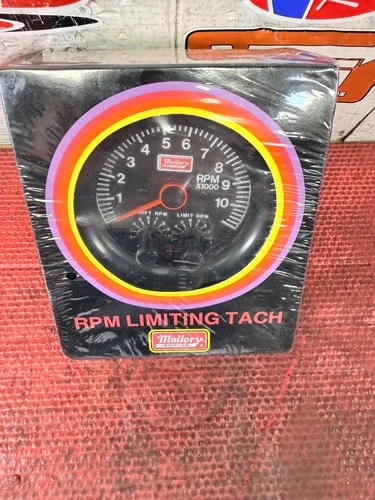 5
4 6
3 7
2 8
1 9
10
Mallory
RPM
X1000
SHIFT RPM LIMIT RPM
RPM LIMITING TACH
Mallory
IGNITION